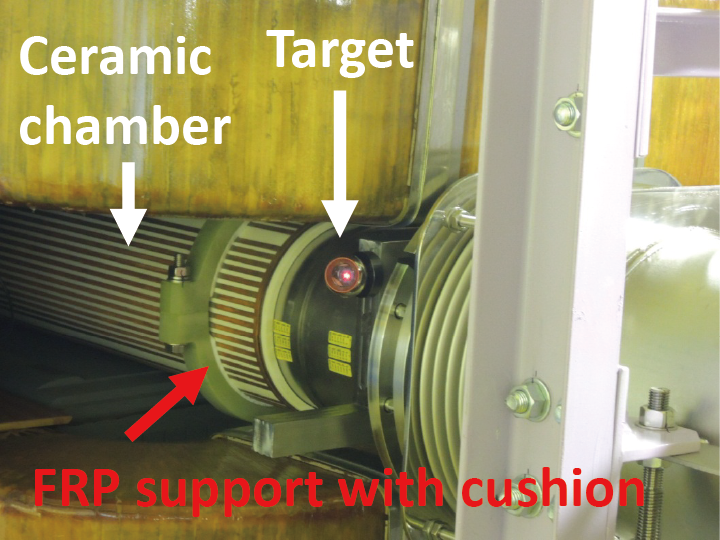 Ceramic
chamber
Target
FRP support with cushion